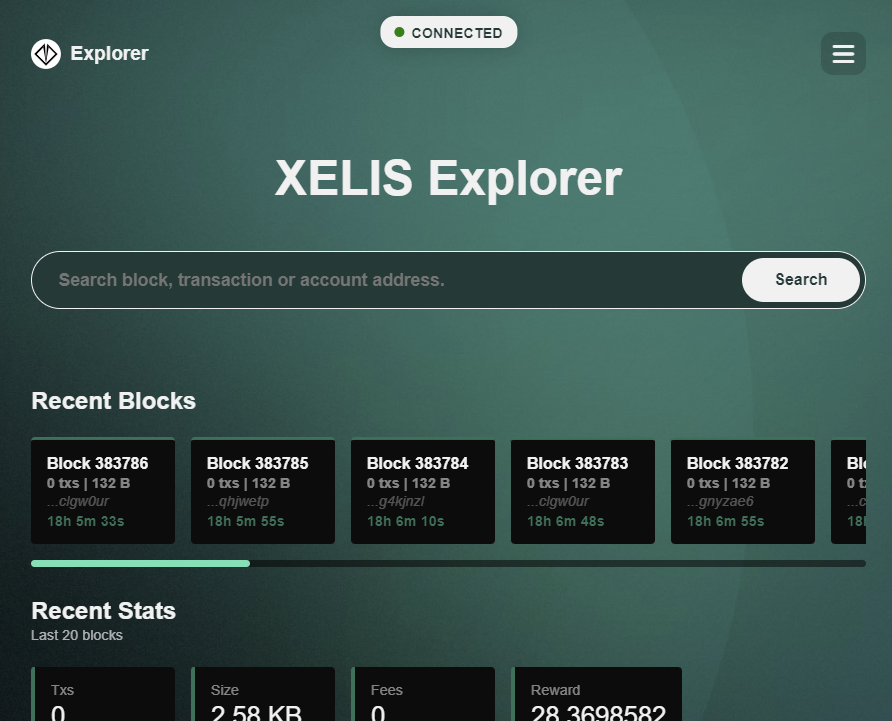 CONNECTED
Explorer
XELIS Explorer
Search block, transaction or account address.
Search
Recent Blocks
Block 383786
0 txs | 132 B
...clgw0ur
18h 5m 33s
Block 383785
0 txs | 132 B
...qhjwetp
18h 5m 55s
Block 383784
0 txs | 132 B
...g4kjnzl
18h 6m 10s
Block 383783
0 txs | 132 B
...clgw0ur
18h 6m 48s
Block 383782
0 txs | 132 B
...gnyzae6
18h 6m 55s
Recent Stats
Last 20 blocks
Txs
0
Size
2.58 KB
Fees
0
Reward
28.3698582